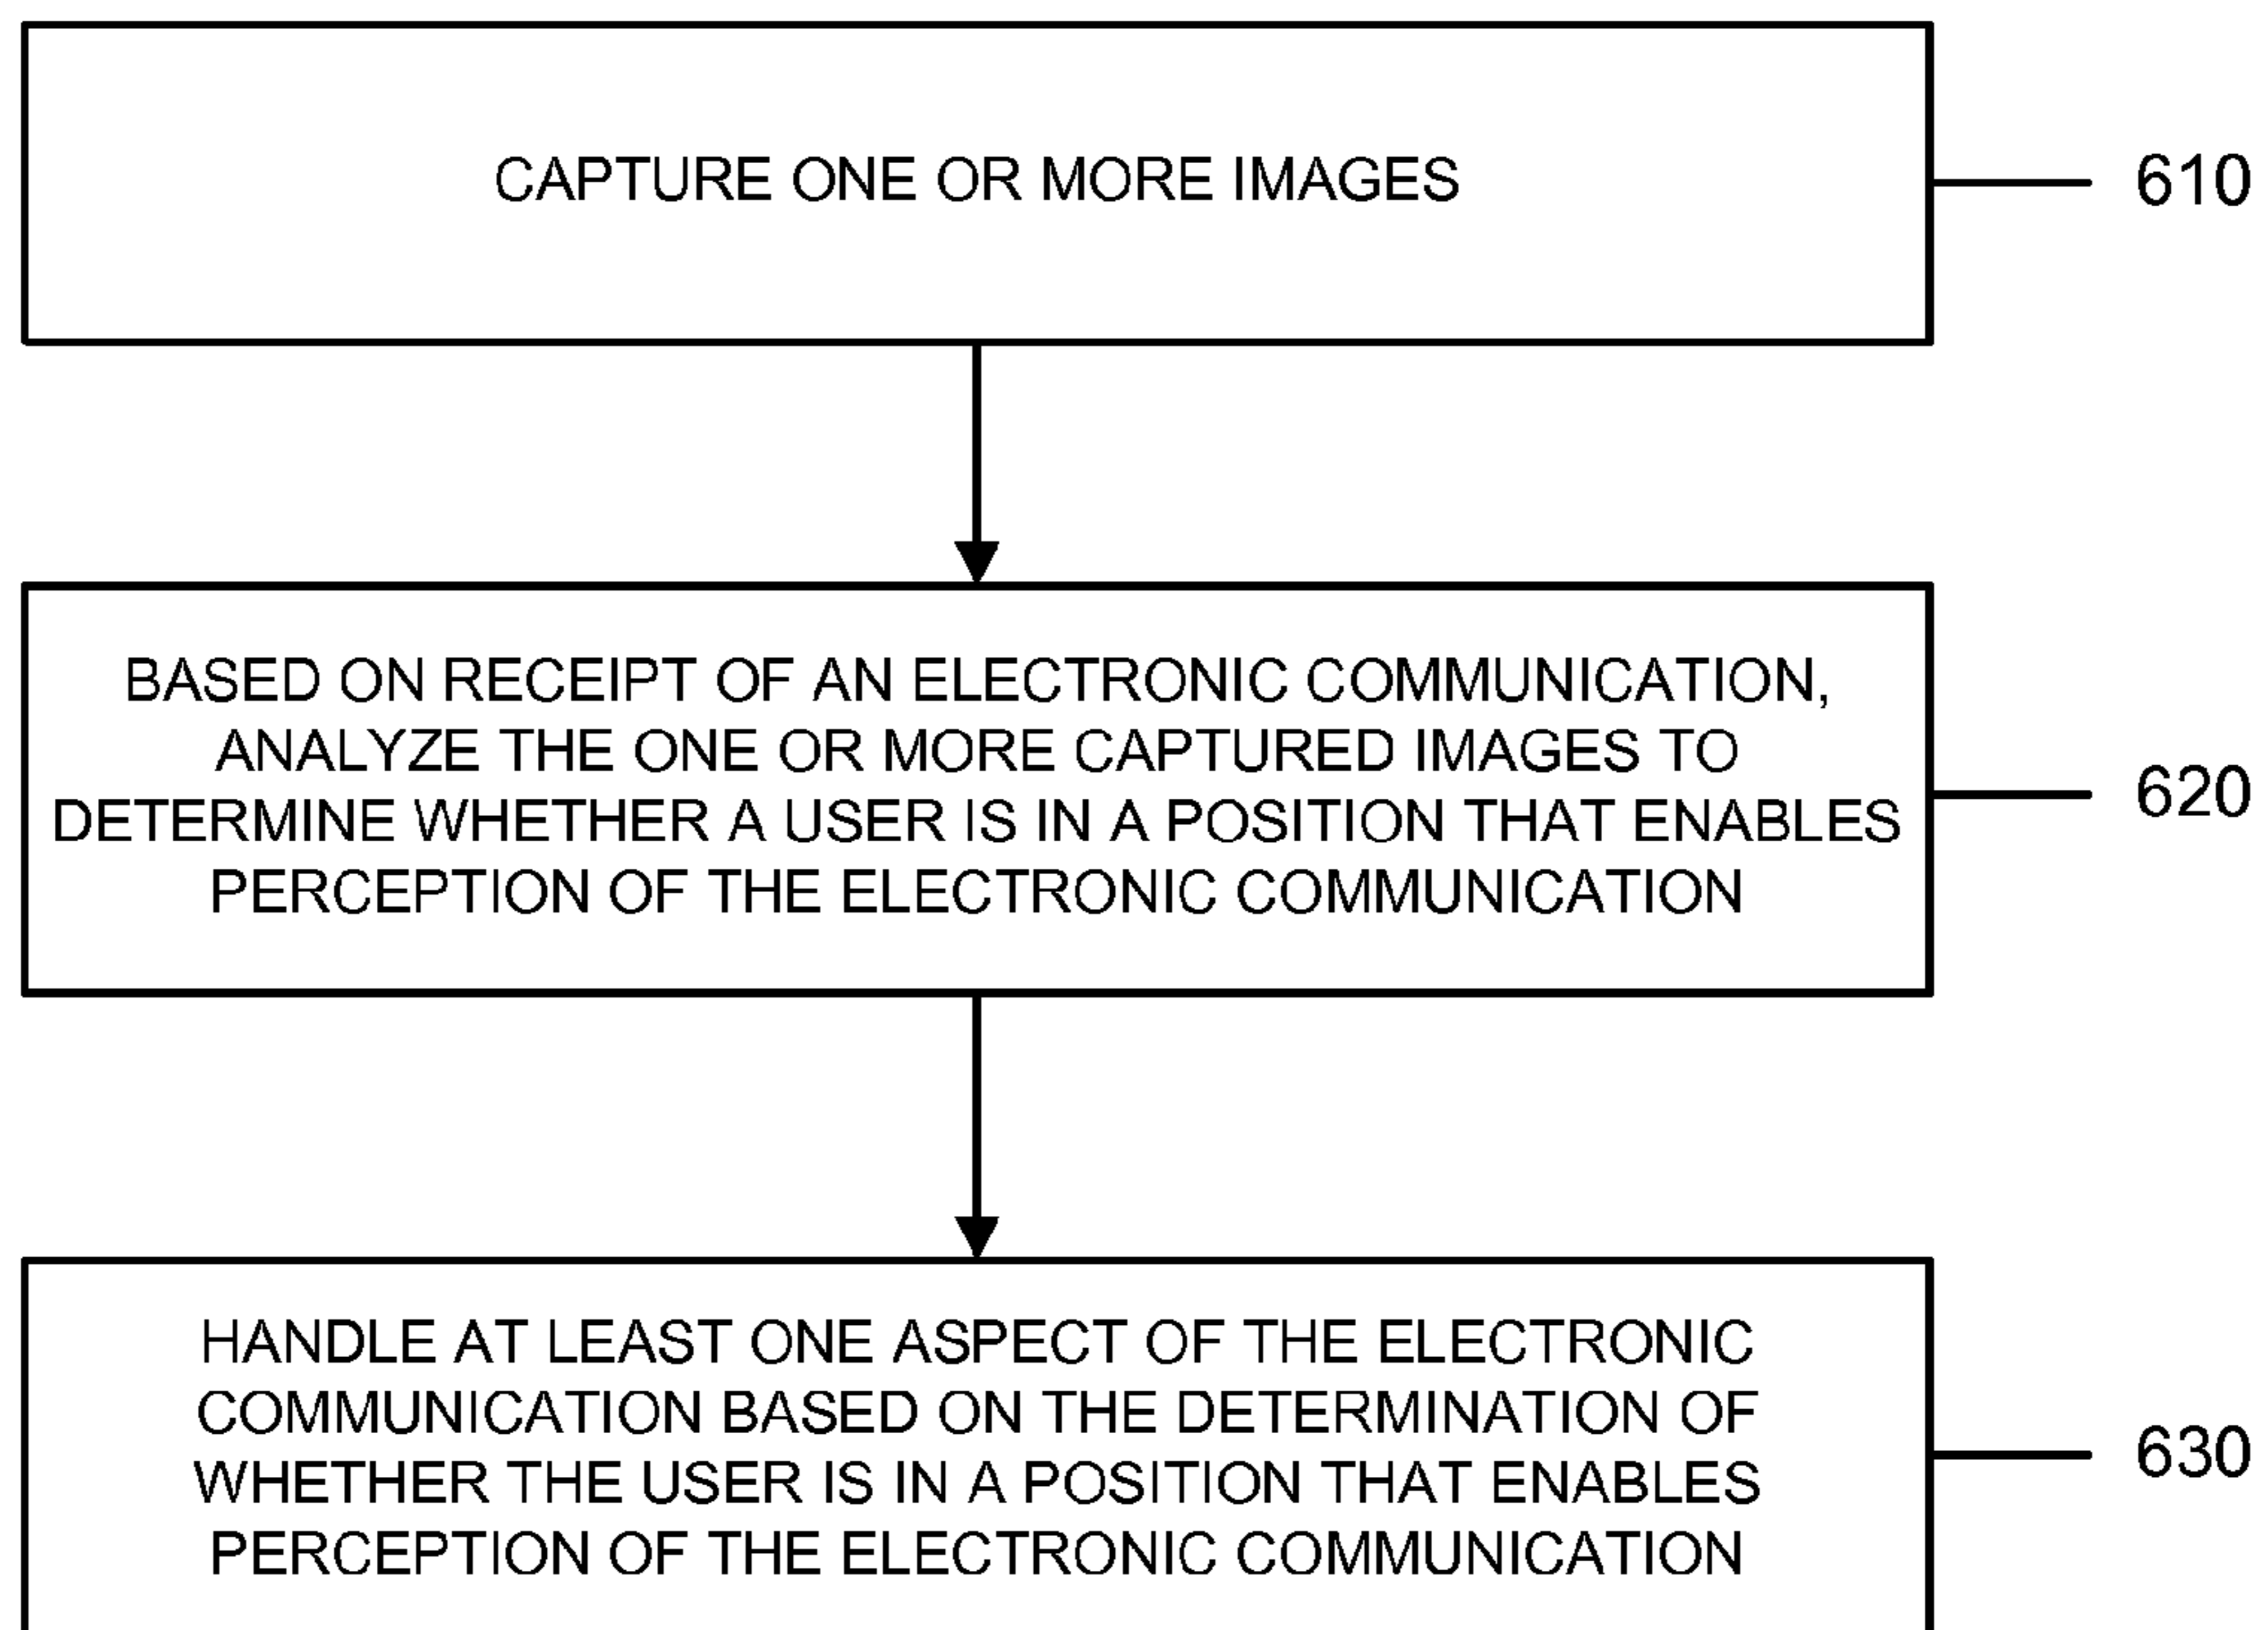 CAPTURE ONE OR MORE IMAGES
610
BASED ON RECEIPT OF AN ELECTRONIC COMMUNICATION,
ANALYZE THE ONE OR MORE CAPTURED IMAGES TO
DETERMINE WHETHER A USER IS IN A POSITION THAT ENABLES
PERCEPTION OF THE ELECTRONIC COMMUNICATION
620
HANDLE AT LEAST ONE ASPECT OF THE ELECTRONIC
COMMUNICATION BASED ON THE DETERMINATION OF
WHETHER THE USER IS IN A POSITION THAT ENABLES
PERCEPTION OF THE ELECTRONIC COMMUNICATION
630